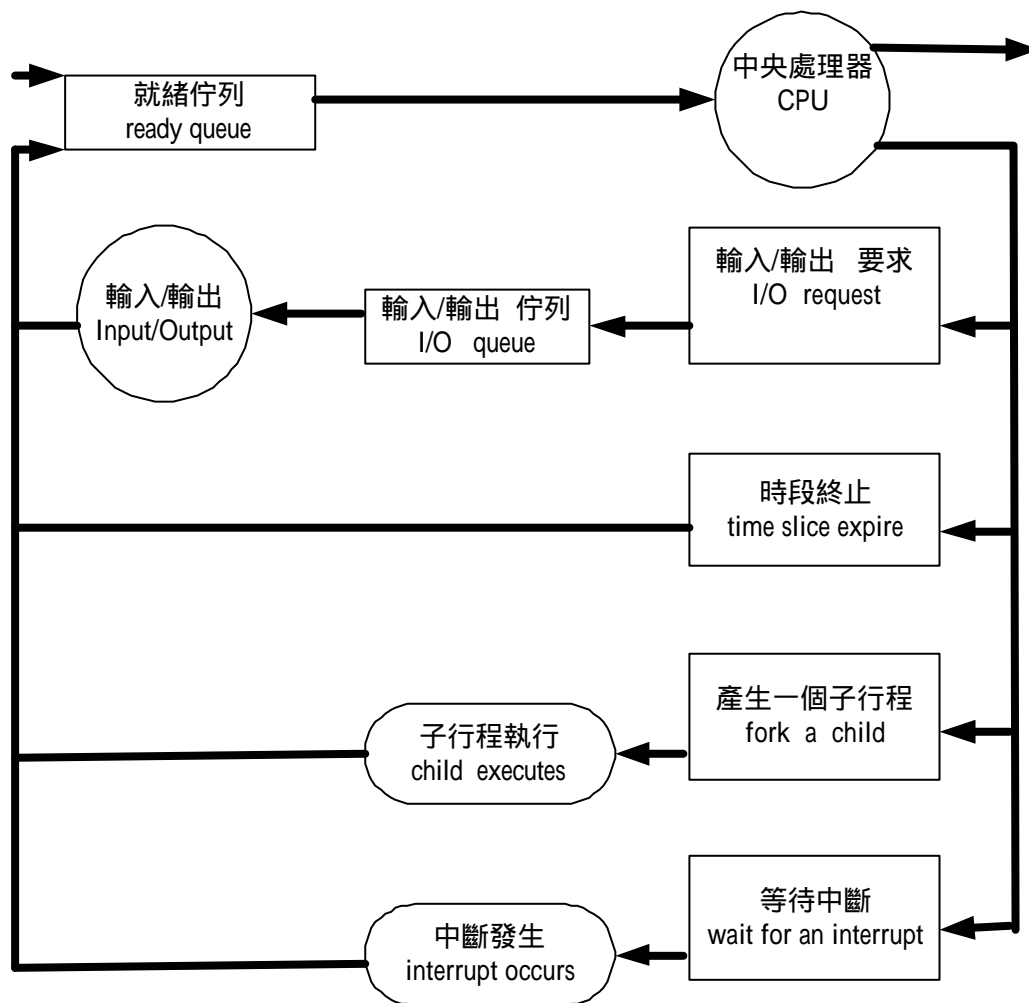 中央處理器
CPU
就緒佇列
ready queue
輸入/輸出 要求
I/O request
輸入/輸出 佇列
I/O queue
輸入/輸出
Input/Output
時段終止
time slice expire
產生一個子行程
fork a child
子行程執行
child executes
等待中斷
wait for an interrupt
中斷發生
interrupt occurs